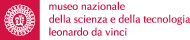 museo nazionale
della scienza e della tecnologia
leonardo da vinci